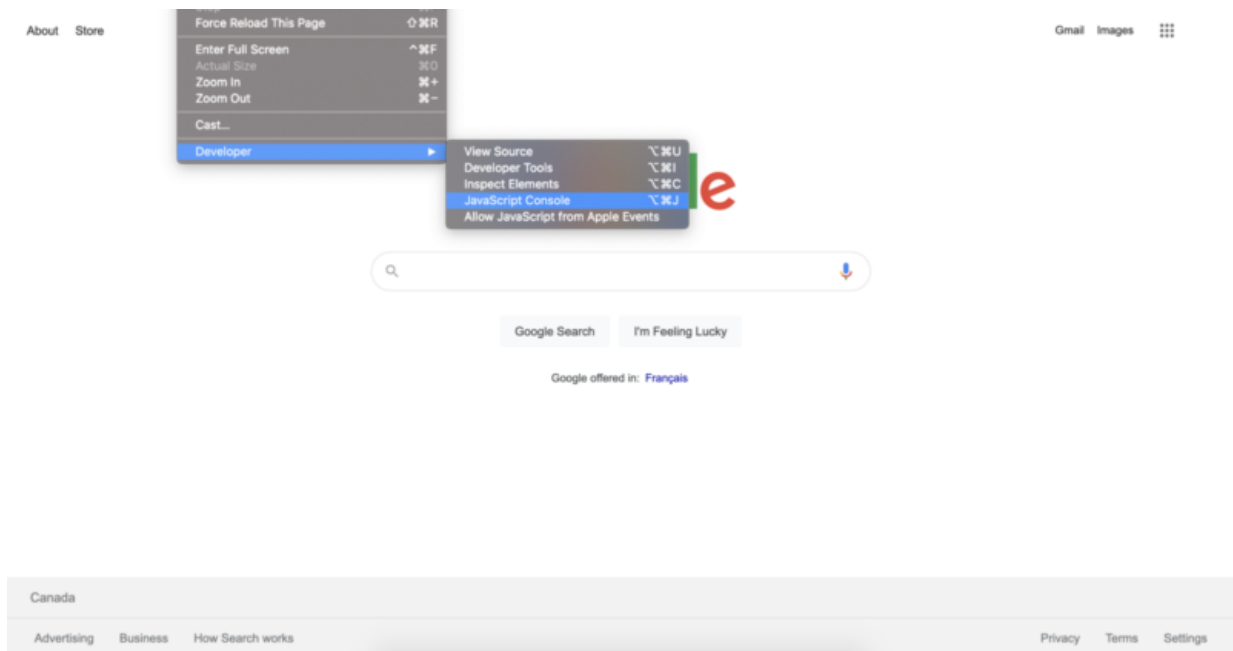 About Store
Gmail Images
Force Reload This Page ⇧⌘R
Enter Full Screen ^⌘F
Actual Size ⌘0
Zoom In ⌘+
Zoom Out ⌘−
Cast...
Developer ▶
View Source ⌥⌘U
Developer Tools ⌥⌘I
Inspect Elements ⌥⌘C
JavaScript Console ⌥⌘J
Allow JavaScript from Apple Events
le
Google Search I'm Feeling Lucky
Google offered in: Français
Canada
Advertising Business How Search works
Privacy Terms Settings